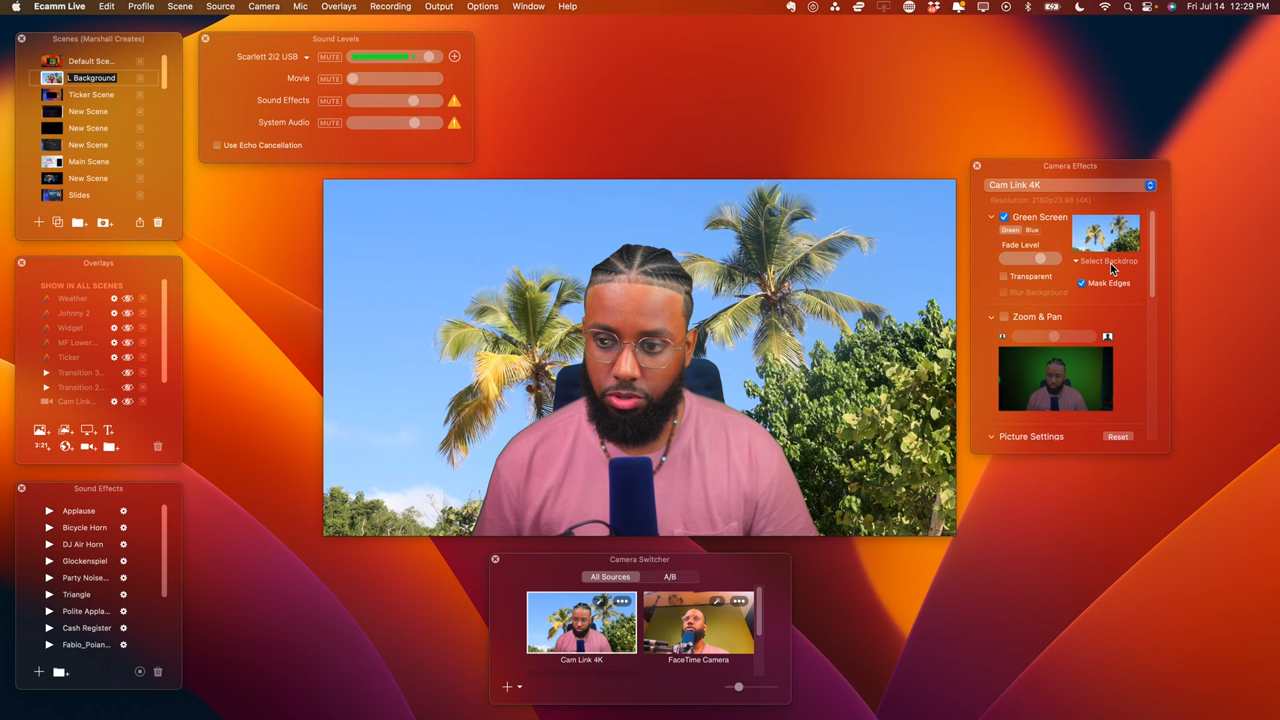 Ecamm Live Edit Profile Scene Source Camera Mic Overlays Recording Output Options Window Help Fri Jul 14 12:29 PM
Scenes (Marshall Creates)
Default Sce...
L Background
Ticker Scene
New Scene
New Scene
New Scene
Main Scene
New Scene
Slides
Sound Levels
Scarlett 2i2 USB MUTE
Movie MUTE
Sound Effects MUTE
System Audio MUTE
Use Echo Cancellation
Overlays
SHOW IN ALL SCENES
Weather
Johnny 2
Widget
MF Lower...
Ticker
Transition 3...
Transition 2...
Cam Link...
3:21
Sound Effects
Applause
Bicycle Horn
DJ Air Horn
Glockenspiel
Party Noise...
Triangle
Polite Appla...
Cash Register
Fabio_Polan...
Camera Effects
Cam Link 4K
Resolution: 2160p23.98 (4K)
Green Screen
Green Blue
Fade Level
Select Backdrop
Transparent
Mask Edges
Blur Background
Zoom & Pan
Picture Settings Reset
Camera Switcher
All Sources A/B
Cam Link 4K FaceTime Camera